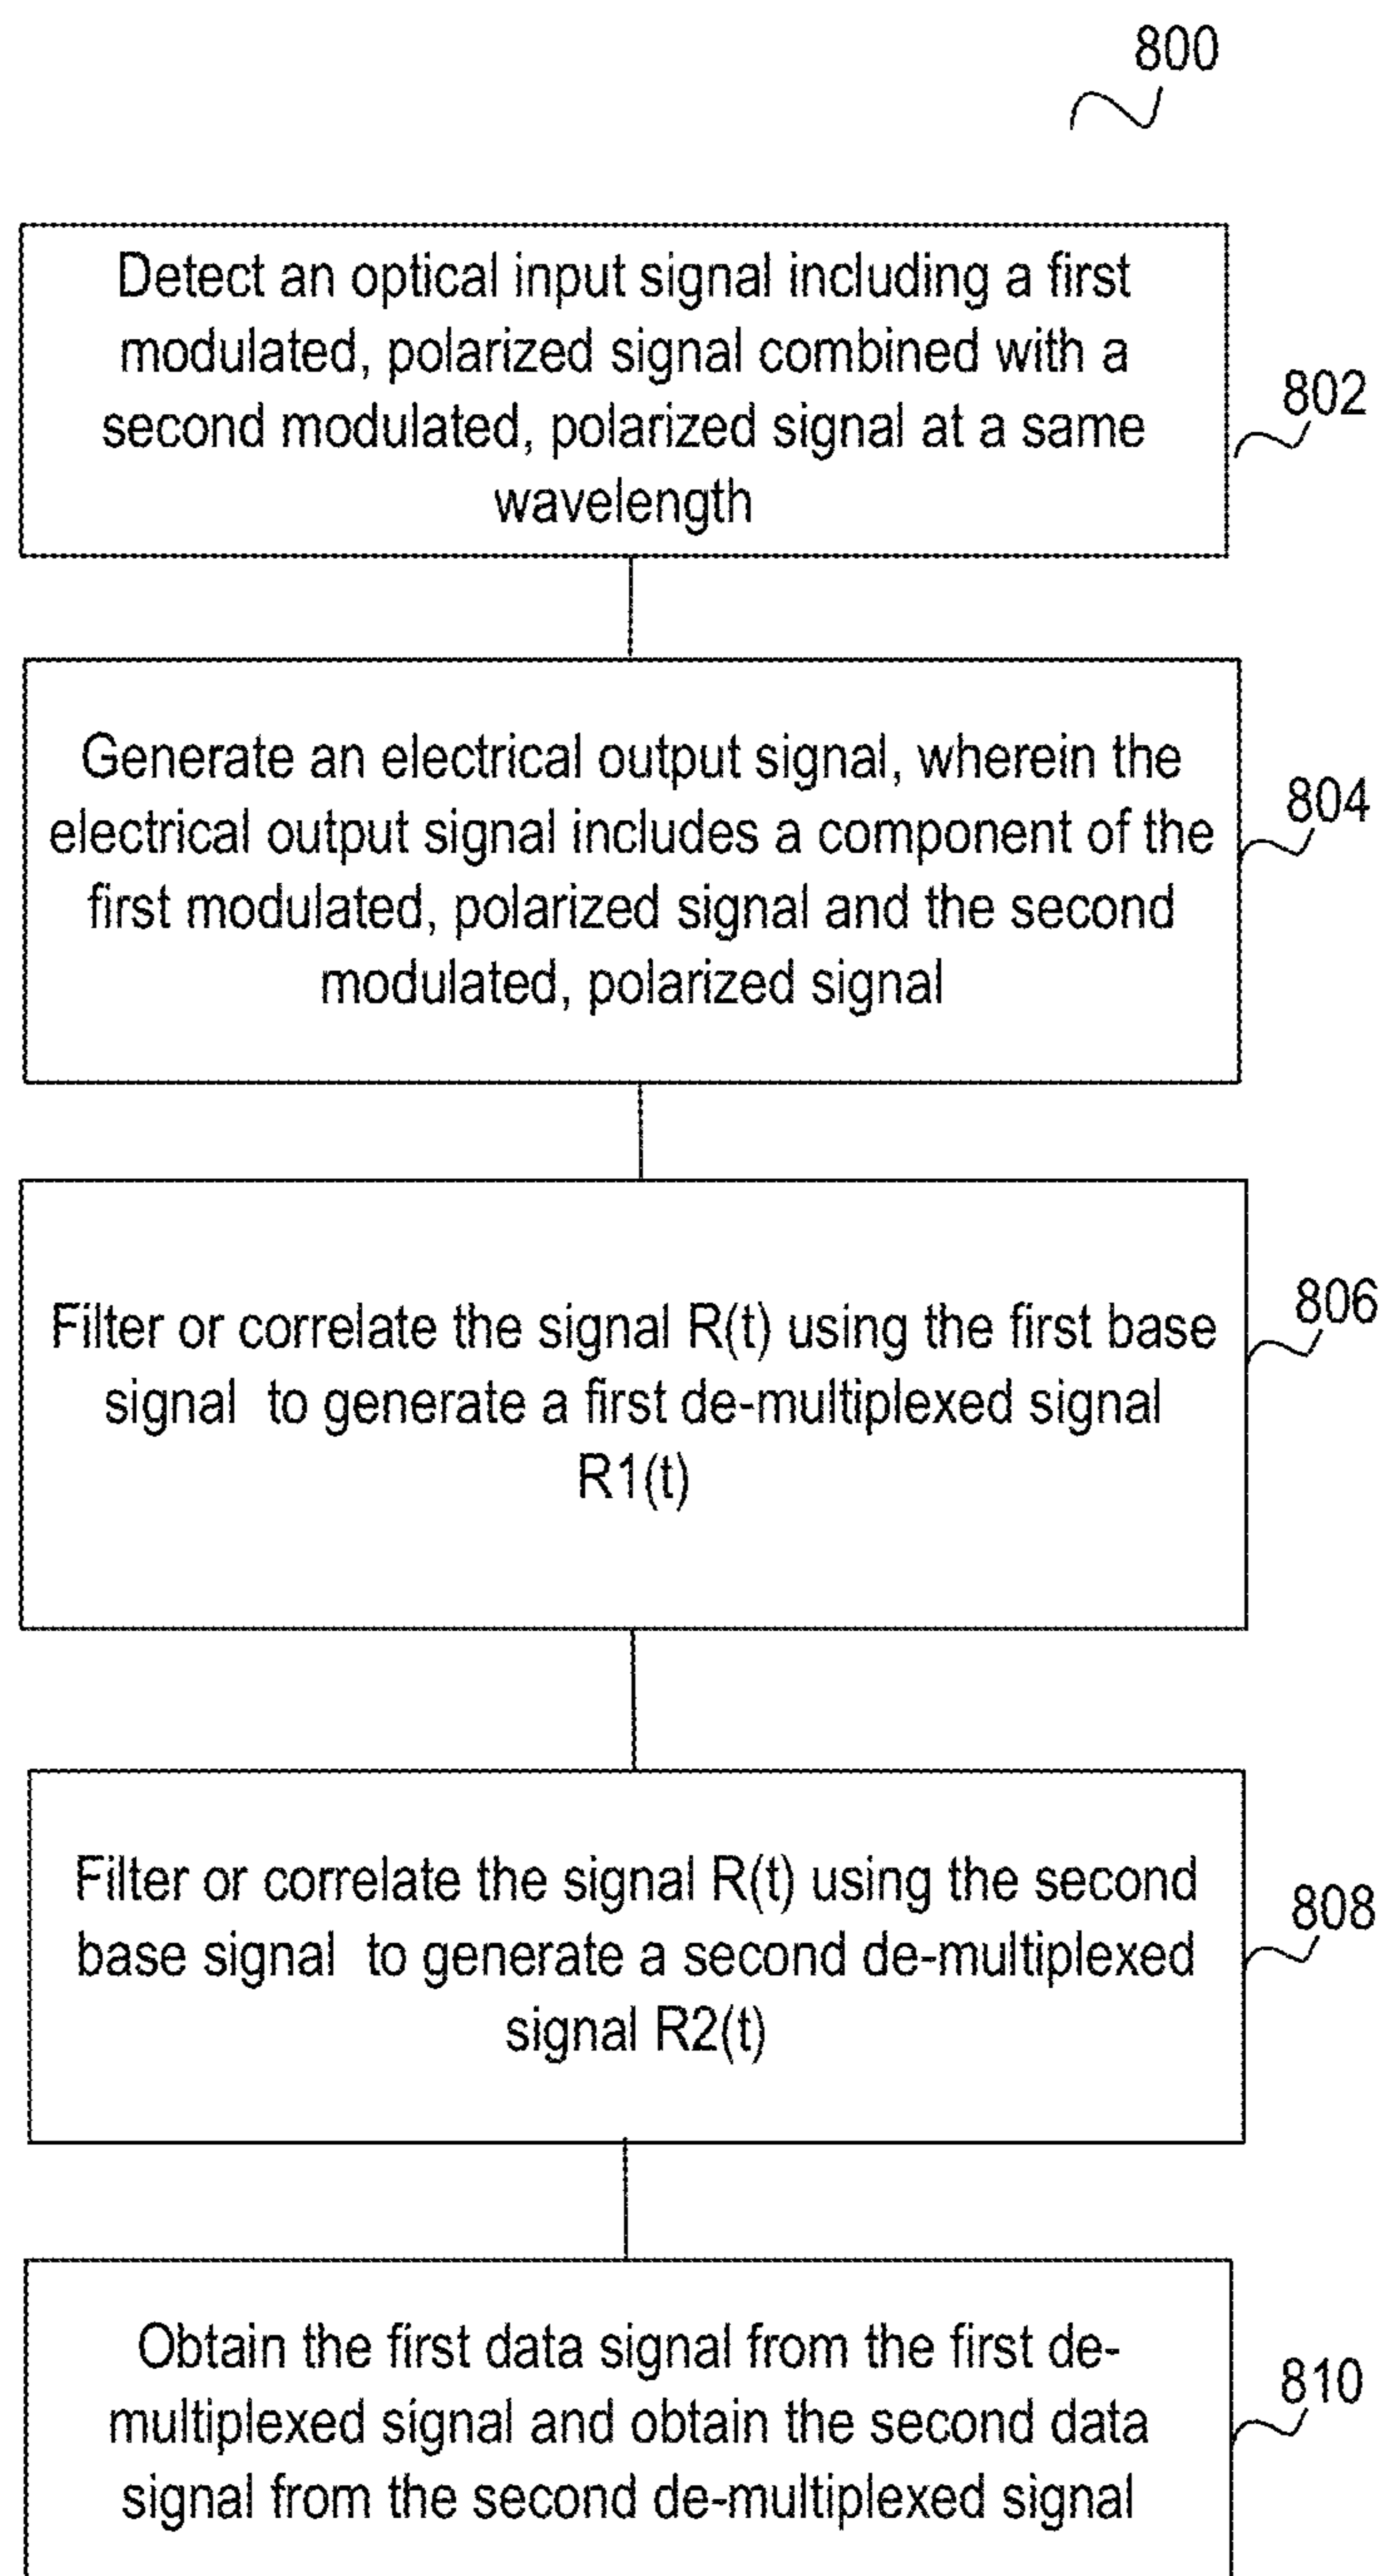 800
Detect an optical input signal including a first
modulated, polarized signal combined with a
second modulated, polarized signal at a same
wavelength
802
Generate an electrical output signal, wherein the
electrical output signal includes a component of the
first modulated, polarized signal and the second
modulated, polarized signal
804
Filter or correlate the signal R(t) using the first base
signal to generate a first de-multiplexed signal
R1(t)
806
Filter or correlate the signal R(t) using the second
base signal to generate a second de-multiplexed
signal R2(t)
808
Obtain the first data signal from the first de-
multiplexed signal and obtain the second data
signal from the second de-multiplexed signal
810